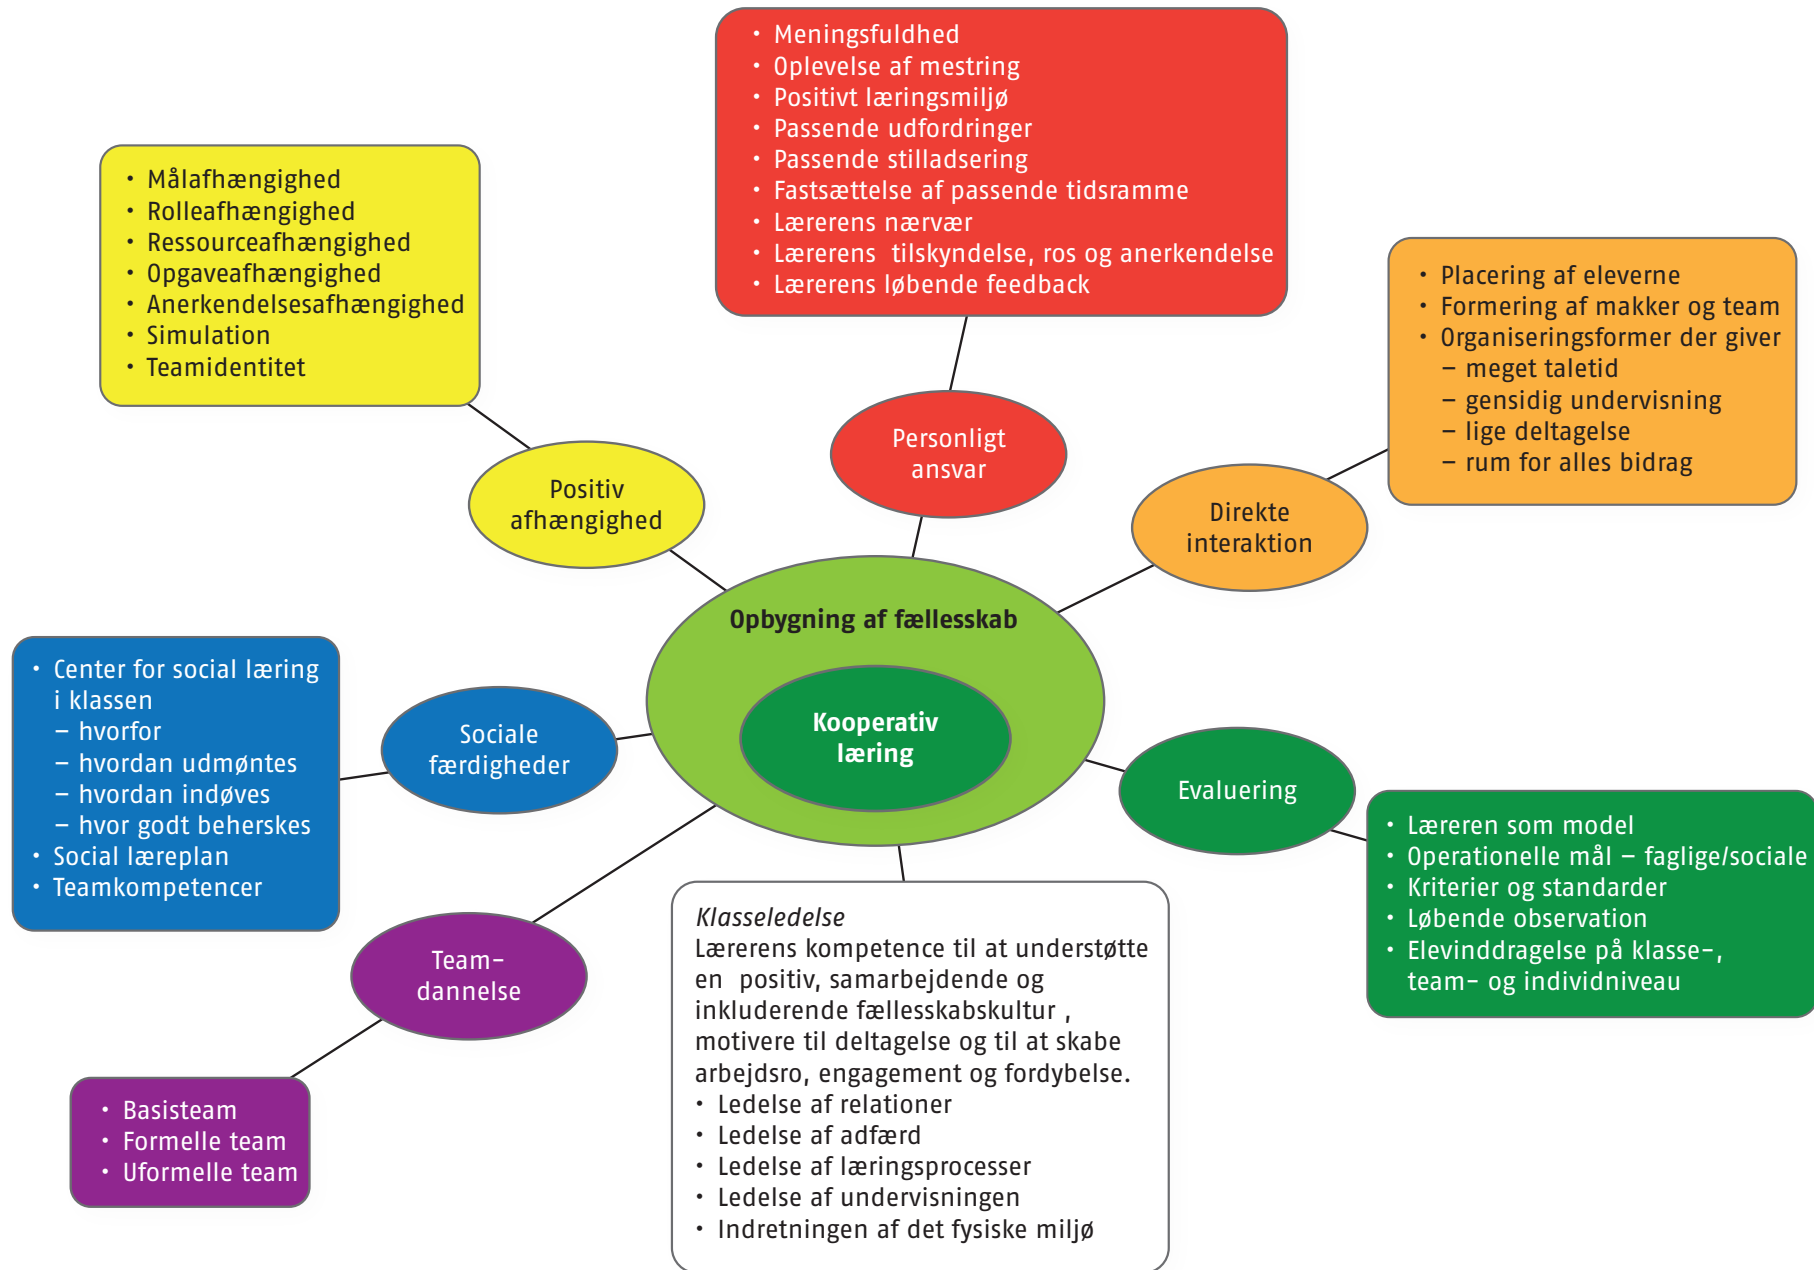 • Meningsfuldhed
• Oplevelse af mestring
• Positivt læringsmiljø
• Passende udfordringer
• Passende stilladsering
• Fastsættelse af passende tidsramme
• Lærerens nærvær
• Lærerens tilskyndelse, ros og anerkendelse
• Lærerens løbende feedback
• Målafhængighed
• Rolleafhængighed
• Ressourceafhængighed
• Opgaveafhængighed
• Anerkendelsesafhængighed
• Simulation
• Teamidentitet
• Placering af eleverne
• Formering af makker og team
• Organiseringsformer der giver
– meget taletid
– gensidig undervisning
– lige deltagelse
– rum for alles bidrag
Personligt
ansvar
Positiv
afhængighed
Direkte
interaktion
Opbygning af fællesskab
Kooperativ
læring
• Center for social læring
i klassen
– hvorfor
– hvordan udmøntes
– hvordan indøves
– hvor godt beherskes
• Social læreplan
• Teamkompetencer
Sociale
færdigheder
Evaluering
• Læreren som model
• Operationelle mål – faglige/sociale
• Kriterier og standarder
• Løbende observation
• Elevinddragelse på klasse-,
team- og individniveau
Team-
dannelse
• Basisteam
• Formelle team
• Uformelle team
Klasseledelse
Lærerens kompetence til at understøtte
en positiv, samarbejdende og
inkluderende fællesskabskultur ,
motivere til deltagelse og til at skabe
arbejdsro, engagement og fordybelse.
• Ledelse af relationer
• Ledelse af adfærd
• Ledelse af læringsprocesser
• Ledelse af undervisningen
• Indretningen af det fysiske miljø